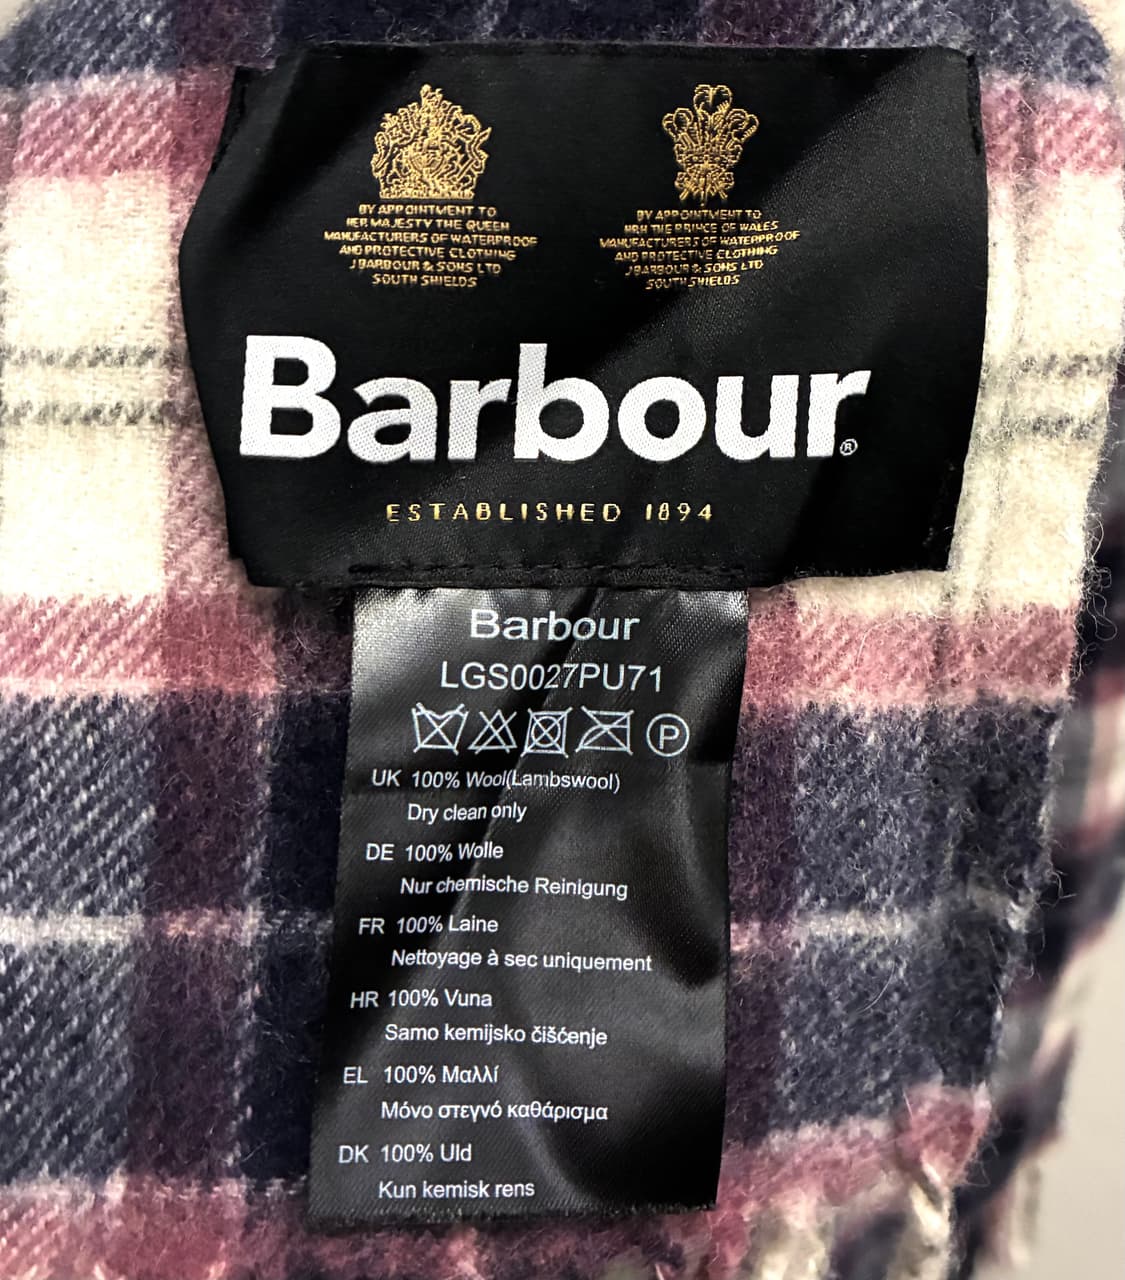 BY APPOINTMENT TO
HER MAJESTY THE QUEEN
MANUFACTURERS OF WATERPROOF
AND PROTECTIVE CLOTHING
J BARBOUR & SONS LTD
SOUTH SHIELDS
BY APPOINTMENT TO
HRH THE PRINCE OF WALES
MANUFACTURERS OF WATERPROOF
AND PROTECTIVE CLOTHING
J BARBOUR & SONS LTD
SOUTH SHIELDS
Barbour®
ESTABLISHED 1894
Barbour
LGS0027PU71
P
UK 100% Wool(Lambswool)
Dry clean only
DE 100% Wolle
Nur chemische Reinigung
FR 100% Laine
Nettoyage à sec uniquement
HR 100% Vuna
Samo kemijsko čišćenje
EL 100% Μαλλί
Μόνο στεγνό καθάρισμα
DK 100% Uld
Kun kemisk rens